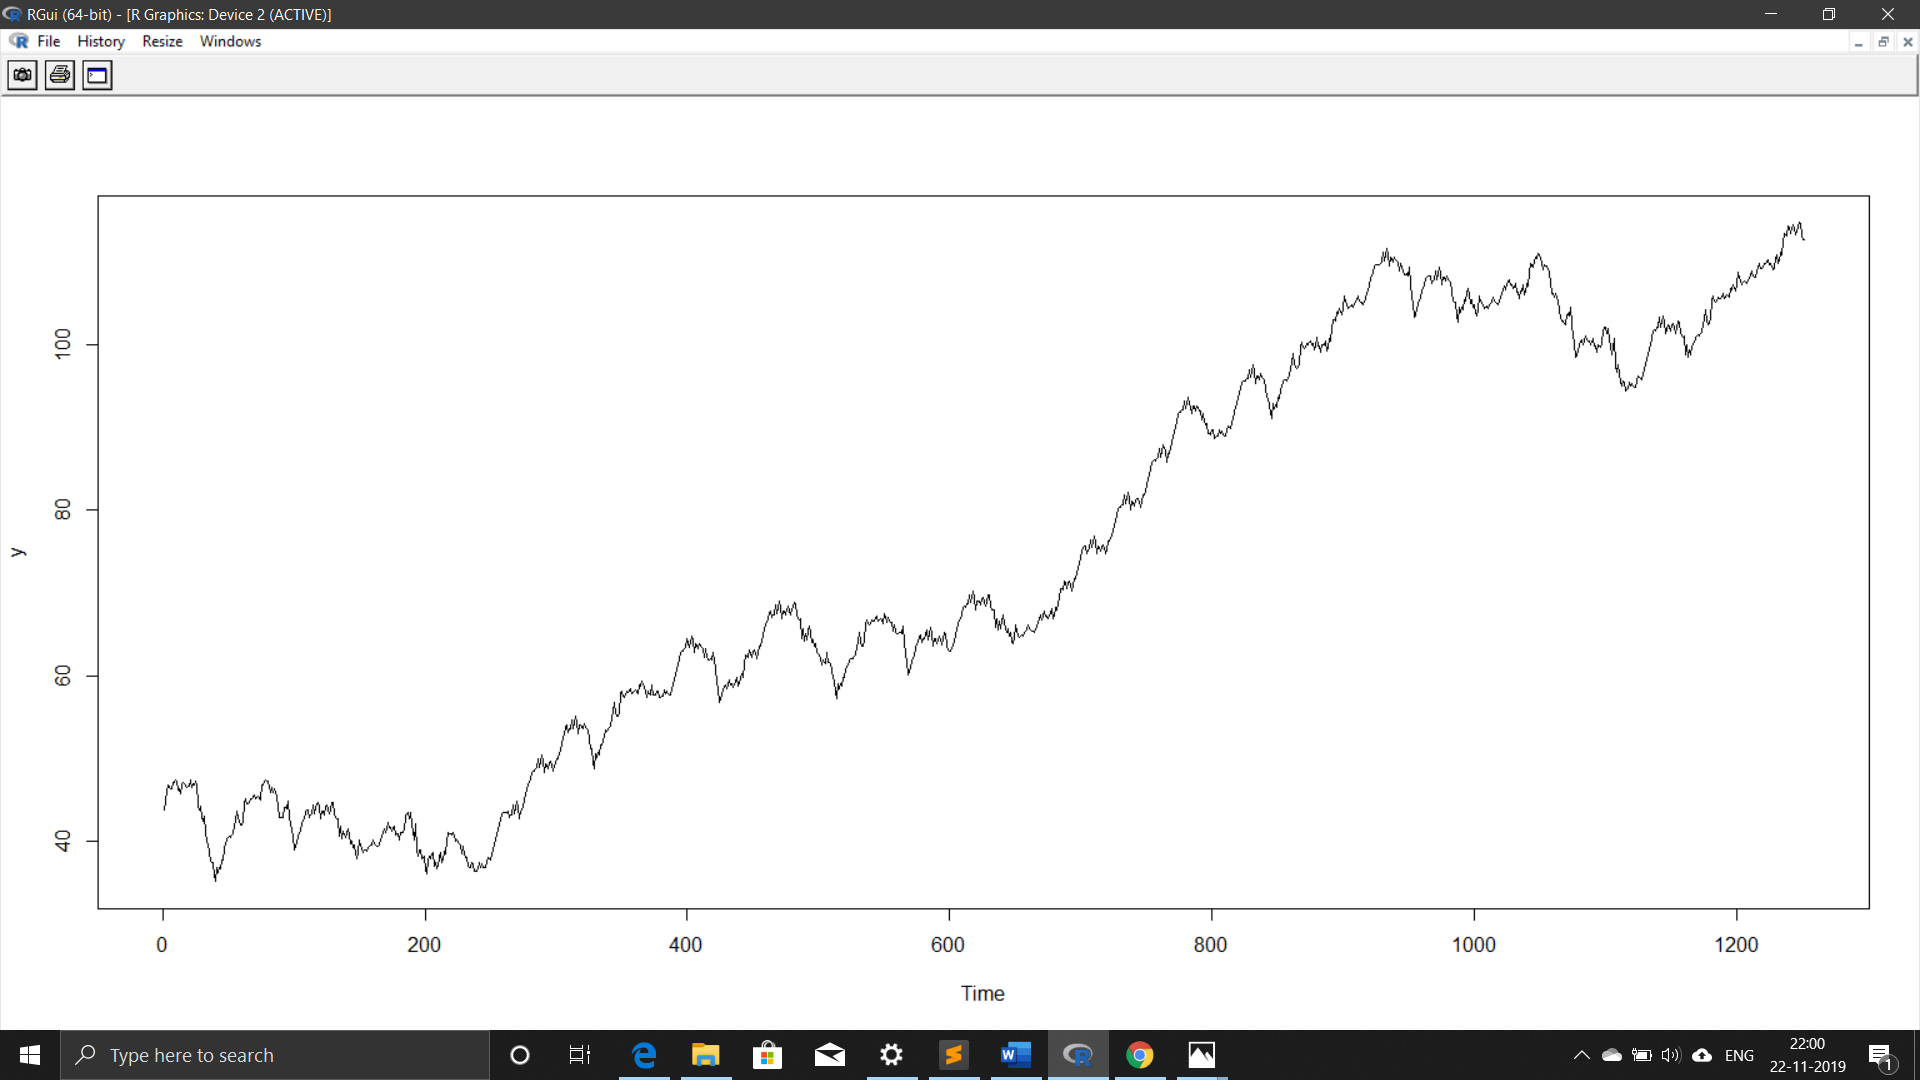 RGui (64-bit) - [R Graphics: Device 2 (ACTIVE)]
File History Resize Windows
100
80
60
40
y
0 200 400 600 800 1000 1200
Time
Type here to search
ENG
22:00
22-11-2019
1